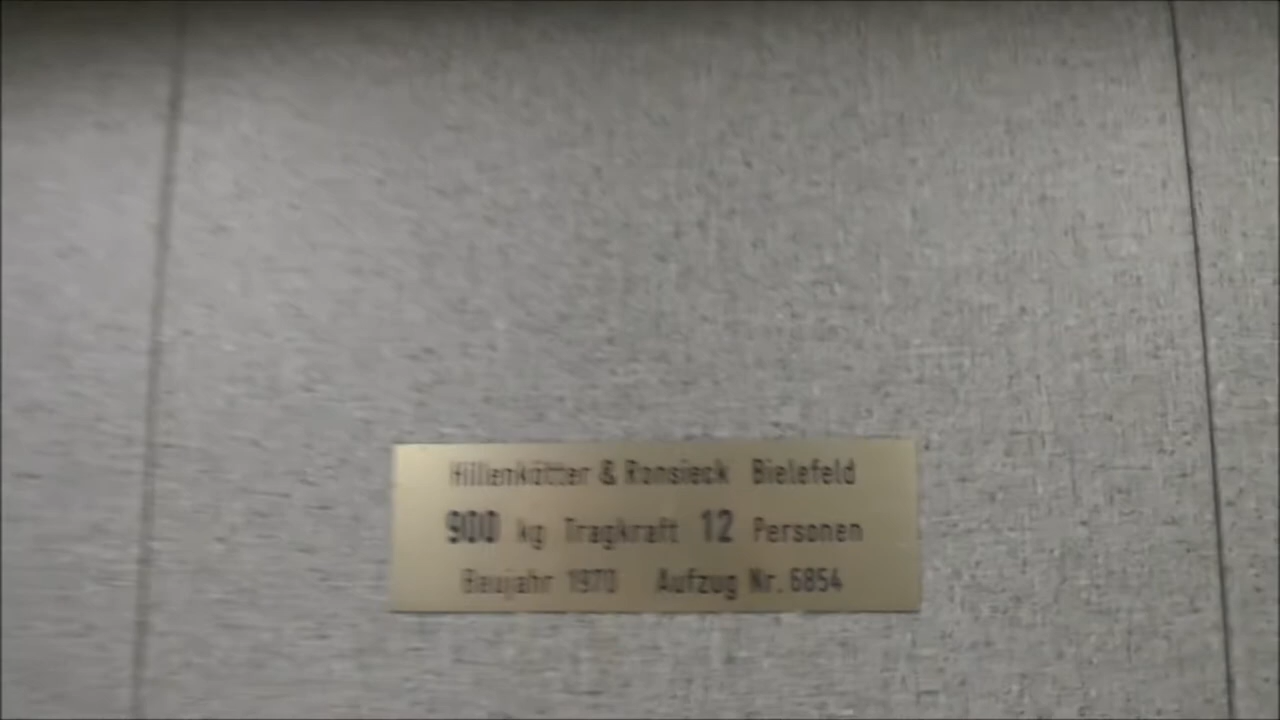 Hillenkötter & Ronsieck Bielefeld
900 kg Tragkraft 12 Personen
Baujahr 1970 Aufzug Nr. 6854